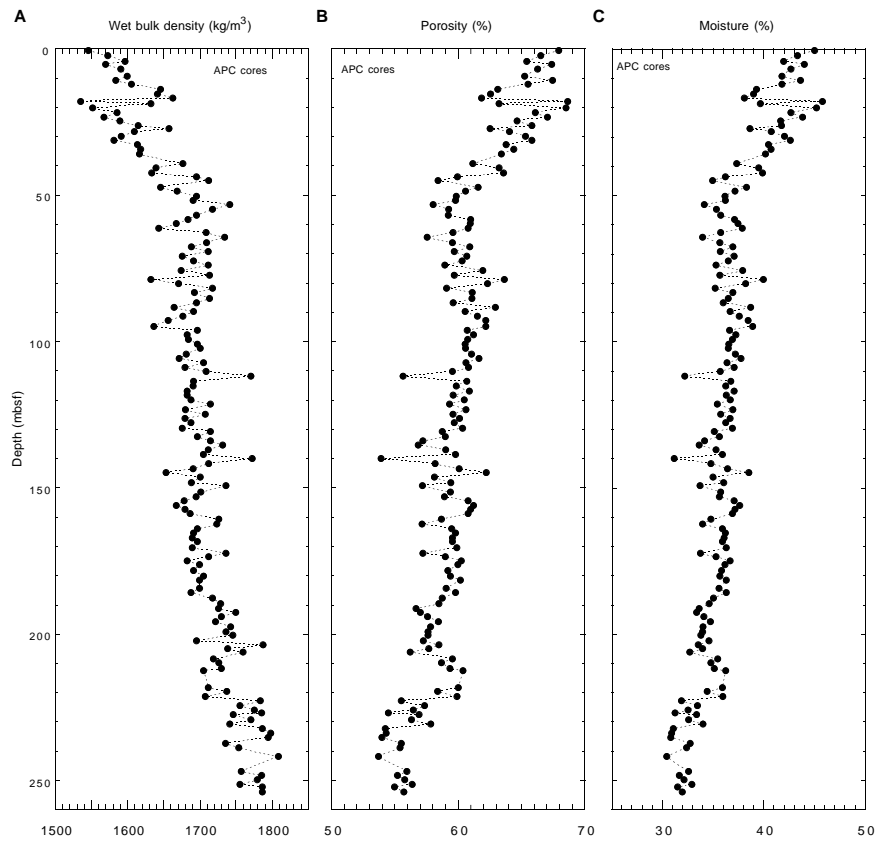 A
Wet bulk density (kg/m3)
B
Porosity (%)
C
Moisture (%)
0
50
100
150
200
250
Depth (mbsf)
APC cores
APC cores
APC cores
1500 1600 1700 1800
50 60 70
30 40 50